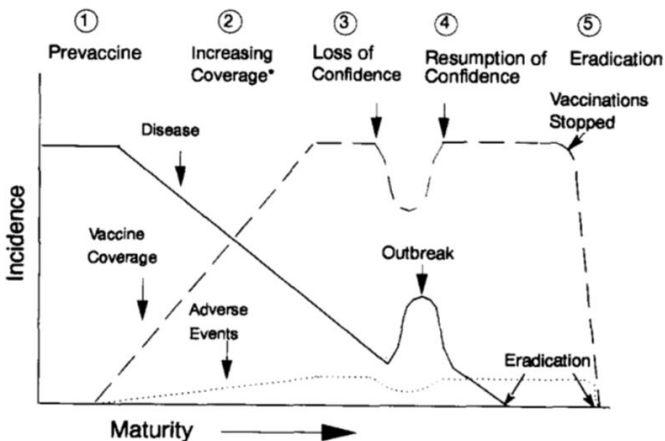 1 2 3 4 5
Prevaccine
Increasing
Coverage*
Loss of
Confidence
Resumption of
Confidence
Eradication
Vaccinations
Stopped
Disease
Vaccine
Coverage
Adverse
Events
Outbreak
Eradication
Incidence
Maturity